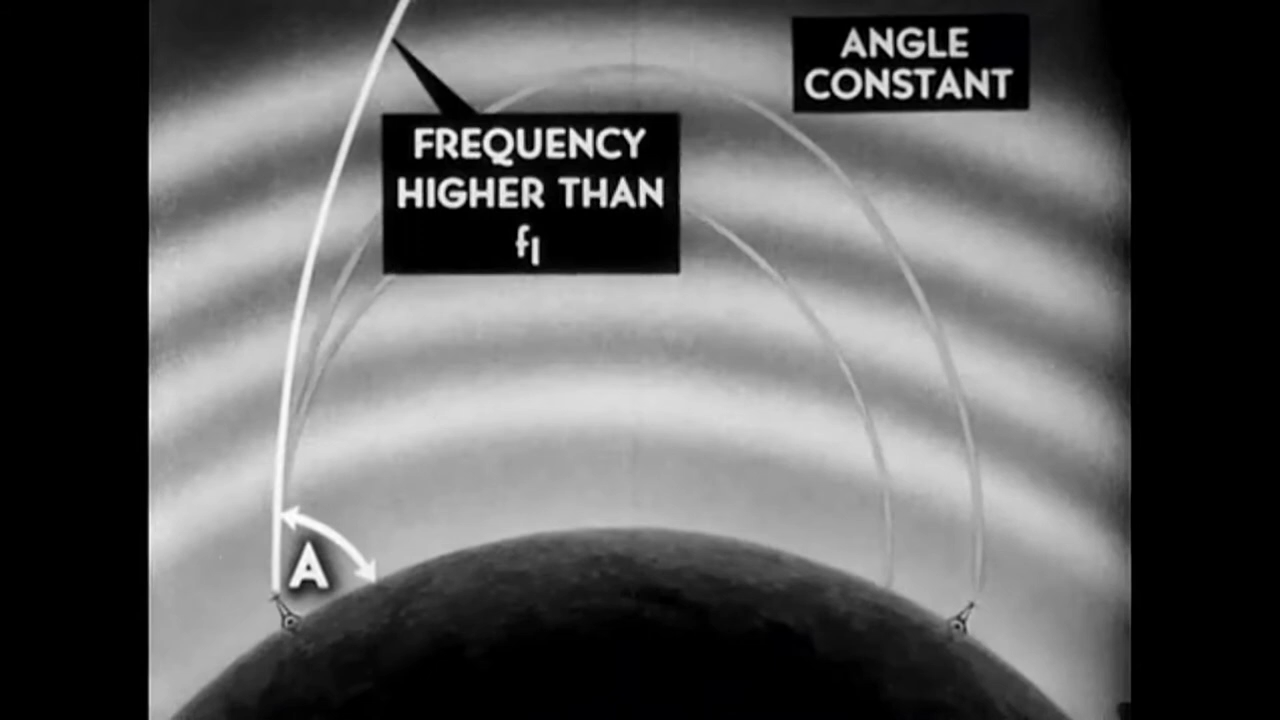 ANGLE
CONSTANT
FREQUENCY
HIGHER THAN
f1
A